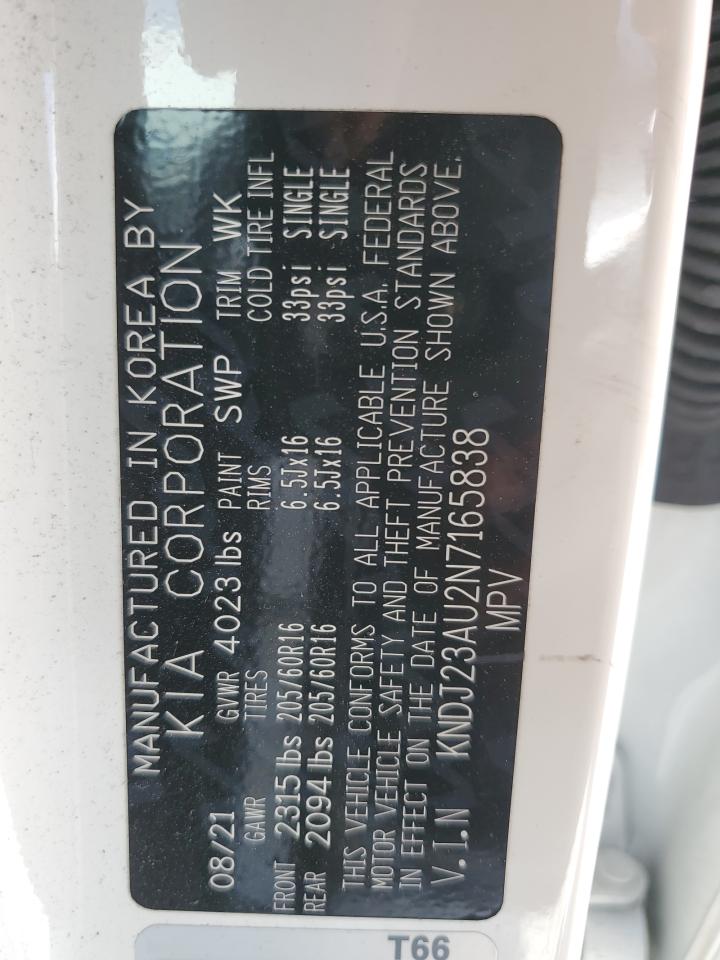 MANUFACTURED IN KOREA BY
KIA CORPORATION
08/21 GVWR 4023 lbs PAINT SWP TRIM WK
GAWR TIRES RIMS COLD TIRE INFL
FRONT 2315 lbs 205/60R16 6.5Jx16 33psi SINGLE
REAR 2094 lbs 205/60R16 6.5Jx16 33psi SINGLE
THIS VEHICLE CONFORMS TO ALL APPLICABLE U.S.A. FEDERAL
MOTOR VEHICLE SAFETY AND THEFT PREVENTION STANDARDS
IN EFFECT ON THE DATE OF MANUFACTURE SHOWN ABOVE.
V.I.N KNDJ23AU2N7165838
MPV
T66